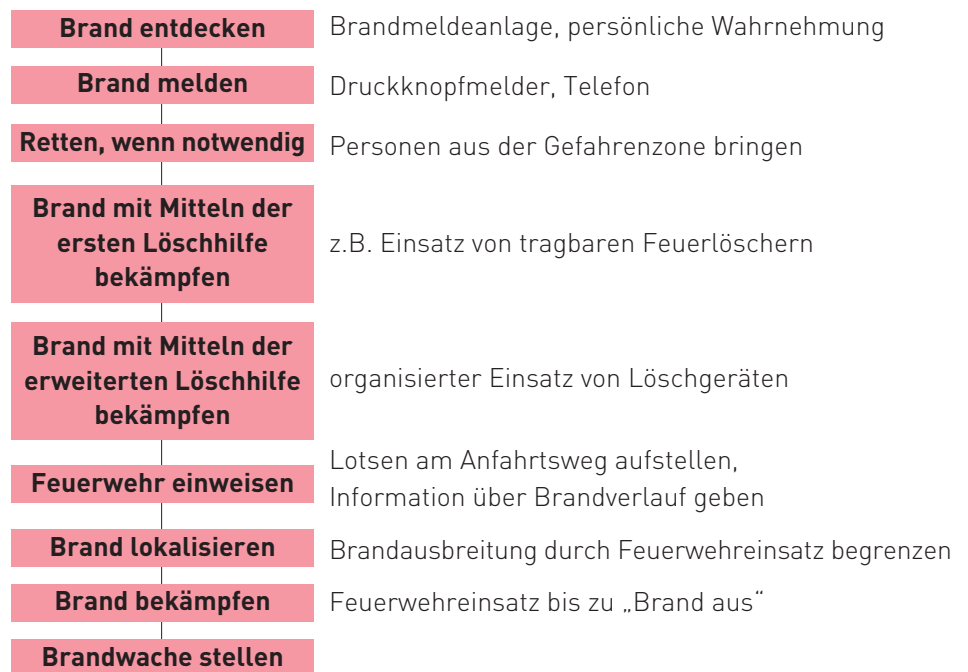 Brand entdecken
Brandmeldeanlage, persönliche Wahrnehmung
Brand melden
Druckknopfmelder, Telefon
Retten, wenn notwendig
Personen aus der Gefahrenzone bringen
Brand mit Mitteln der
ersten Löschhilfe
bekämpfen
z.B. Einsatz von tragbaren Feuerlöschern
Brand mit Mitteln der
erweiterten Löschhilfe
bekämpfen
organisierter Einsatz von Löschgeräten
Feuerwehr einweisen
Lotsen am Anfahrtsweg aufstellen,
Information über Brandverlauf geben
Brand lokalisieren
Brandausbreitung durch Feuerwehreinsatz begrenzen
Brand bekämpfen
Feuerwehreinsatz bis zu „Brand aus“
Brandwache stellen